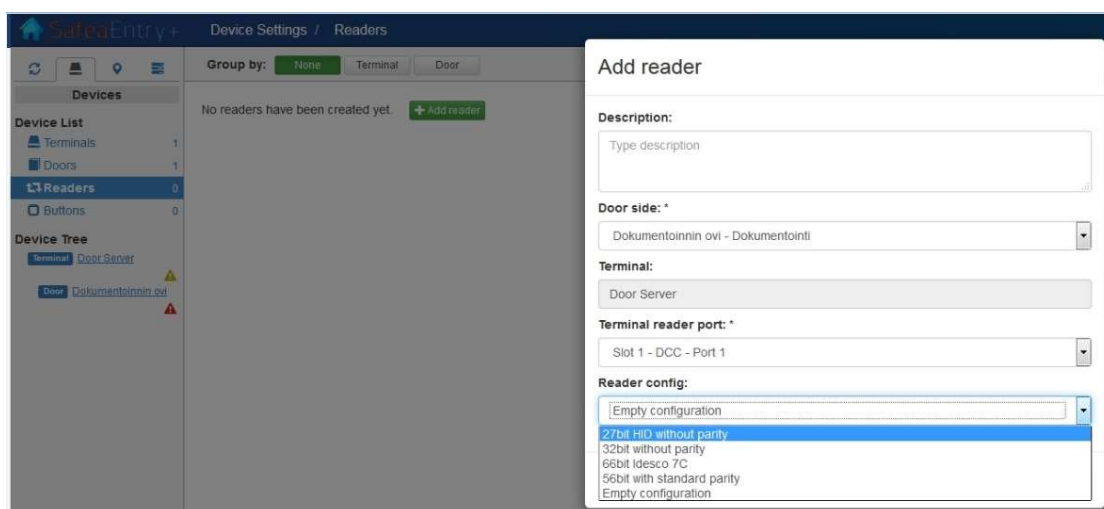 SafeaEntry+
Device Settings / Readers
Group by: None Terminal Door
Devices
No readers have been created yet. Add reader
Device List
Terminals 1
Doors 1
Readers 0
Buttons 0
Device Tree
Terminal Door Server
Door Dokumentoinnin ovi
Add reader
Description:
Type description
Door side: *
Dokumentoinnin ovi - Dokumentointi
Terminal:
Door Server
Terminal reader port: *
Slot 1 - DCC - Port 1
Reader config:
Empty configuration
27bit HID without parity
32bit without parity
66bit Idesco 7C
56bit with standard parity
Empty configuration